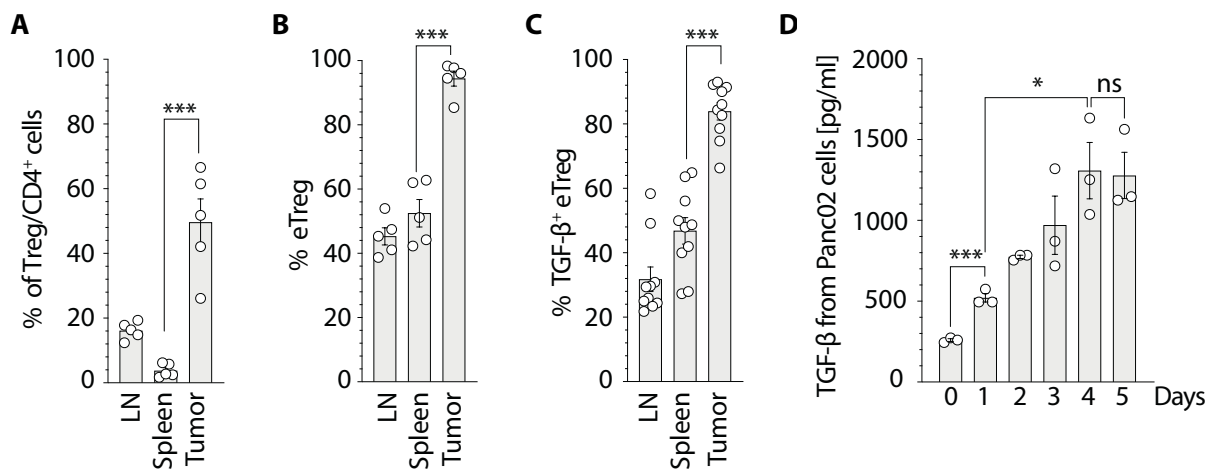 A
% of Treg/CD4⁺ cells
100
80
60
40
20
0
***
LN
Spleen
Tumor
B
% eTreg
100
80
60
40
20
0
***
LN
Spleen
Tumor
C
% TGF-β⁺ eTreg
100
80
60
40
20
0
***
LN
Spleen
Tumor
D
TGF-β from Panc02 cells [pg/ml]
2000
1500
1000
500
0
***
*
ns
0 1 2 3 4 5 Days